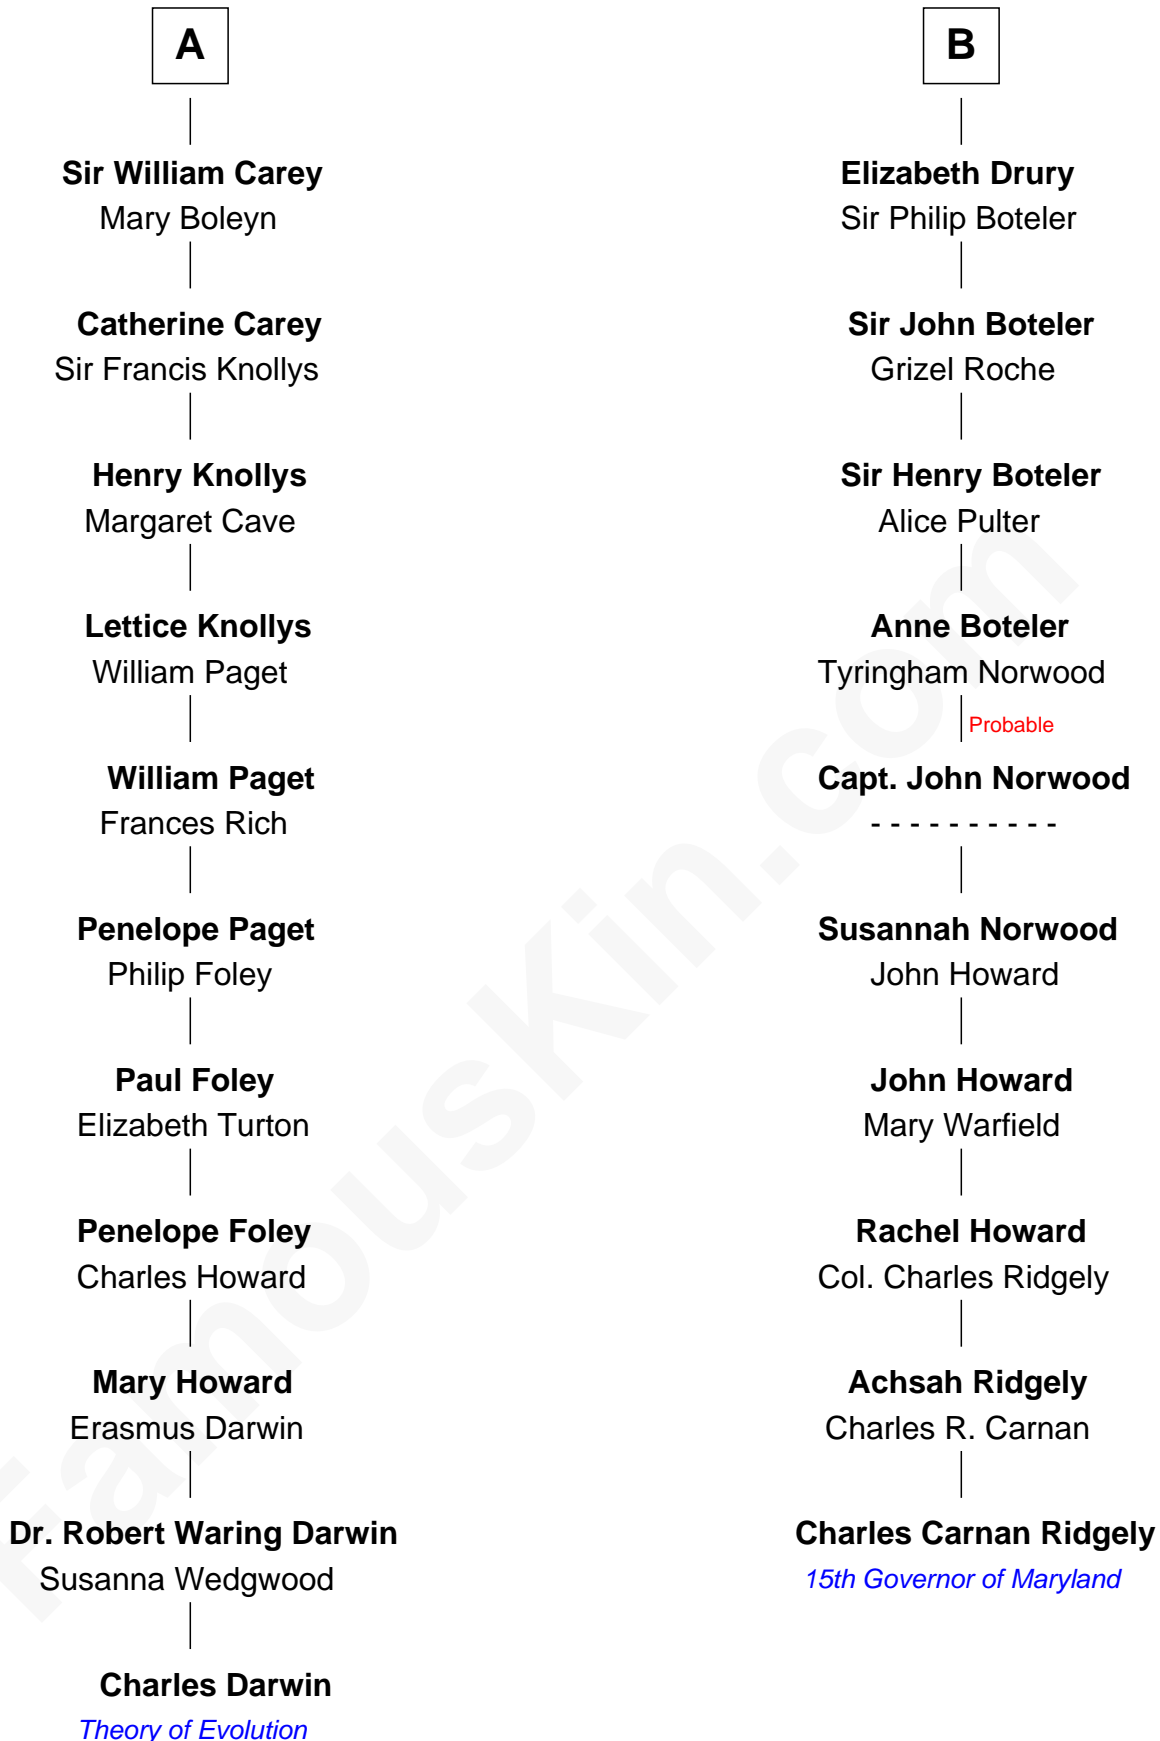 A
Sir William Carey
Mary Boleyn
Catherine Carey
Sir Francis Knollys
Henry Knollys
Margaret Cave
Lettice Knollys
William Paget
William Paget
Frances Rich
Penelope Paget
Philip Foley
Paul Foley
Elizabeth Turton
Penelope Foley
Charles Howard
Mary Howard
Erasmus Darwin
Dr. Robert Waring Darwin
Susanna Wedgwood
Charles Darwin
Theory of Evolution
B
Elizabeth Drury
Sir Philip Boteler
Sir John Boteler
Grizel Roche
Sir Henry Boteler
Alice Pulter
Anne Boteler
Tyringham Norwood
Probable
Capt. John Norwood
- - - - - - - - - -
Susannah Norwood
John Howard
John Howard
Mary Warfield
Rachel Howard
Col. Charles Ridgely
Achsah Ridgely
Charles R. Carnan
Charles Carnan Ridgely
15th Governor of Maryland
FamousKin.com